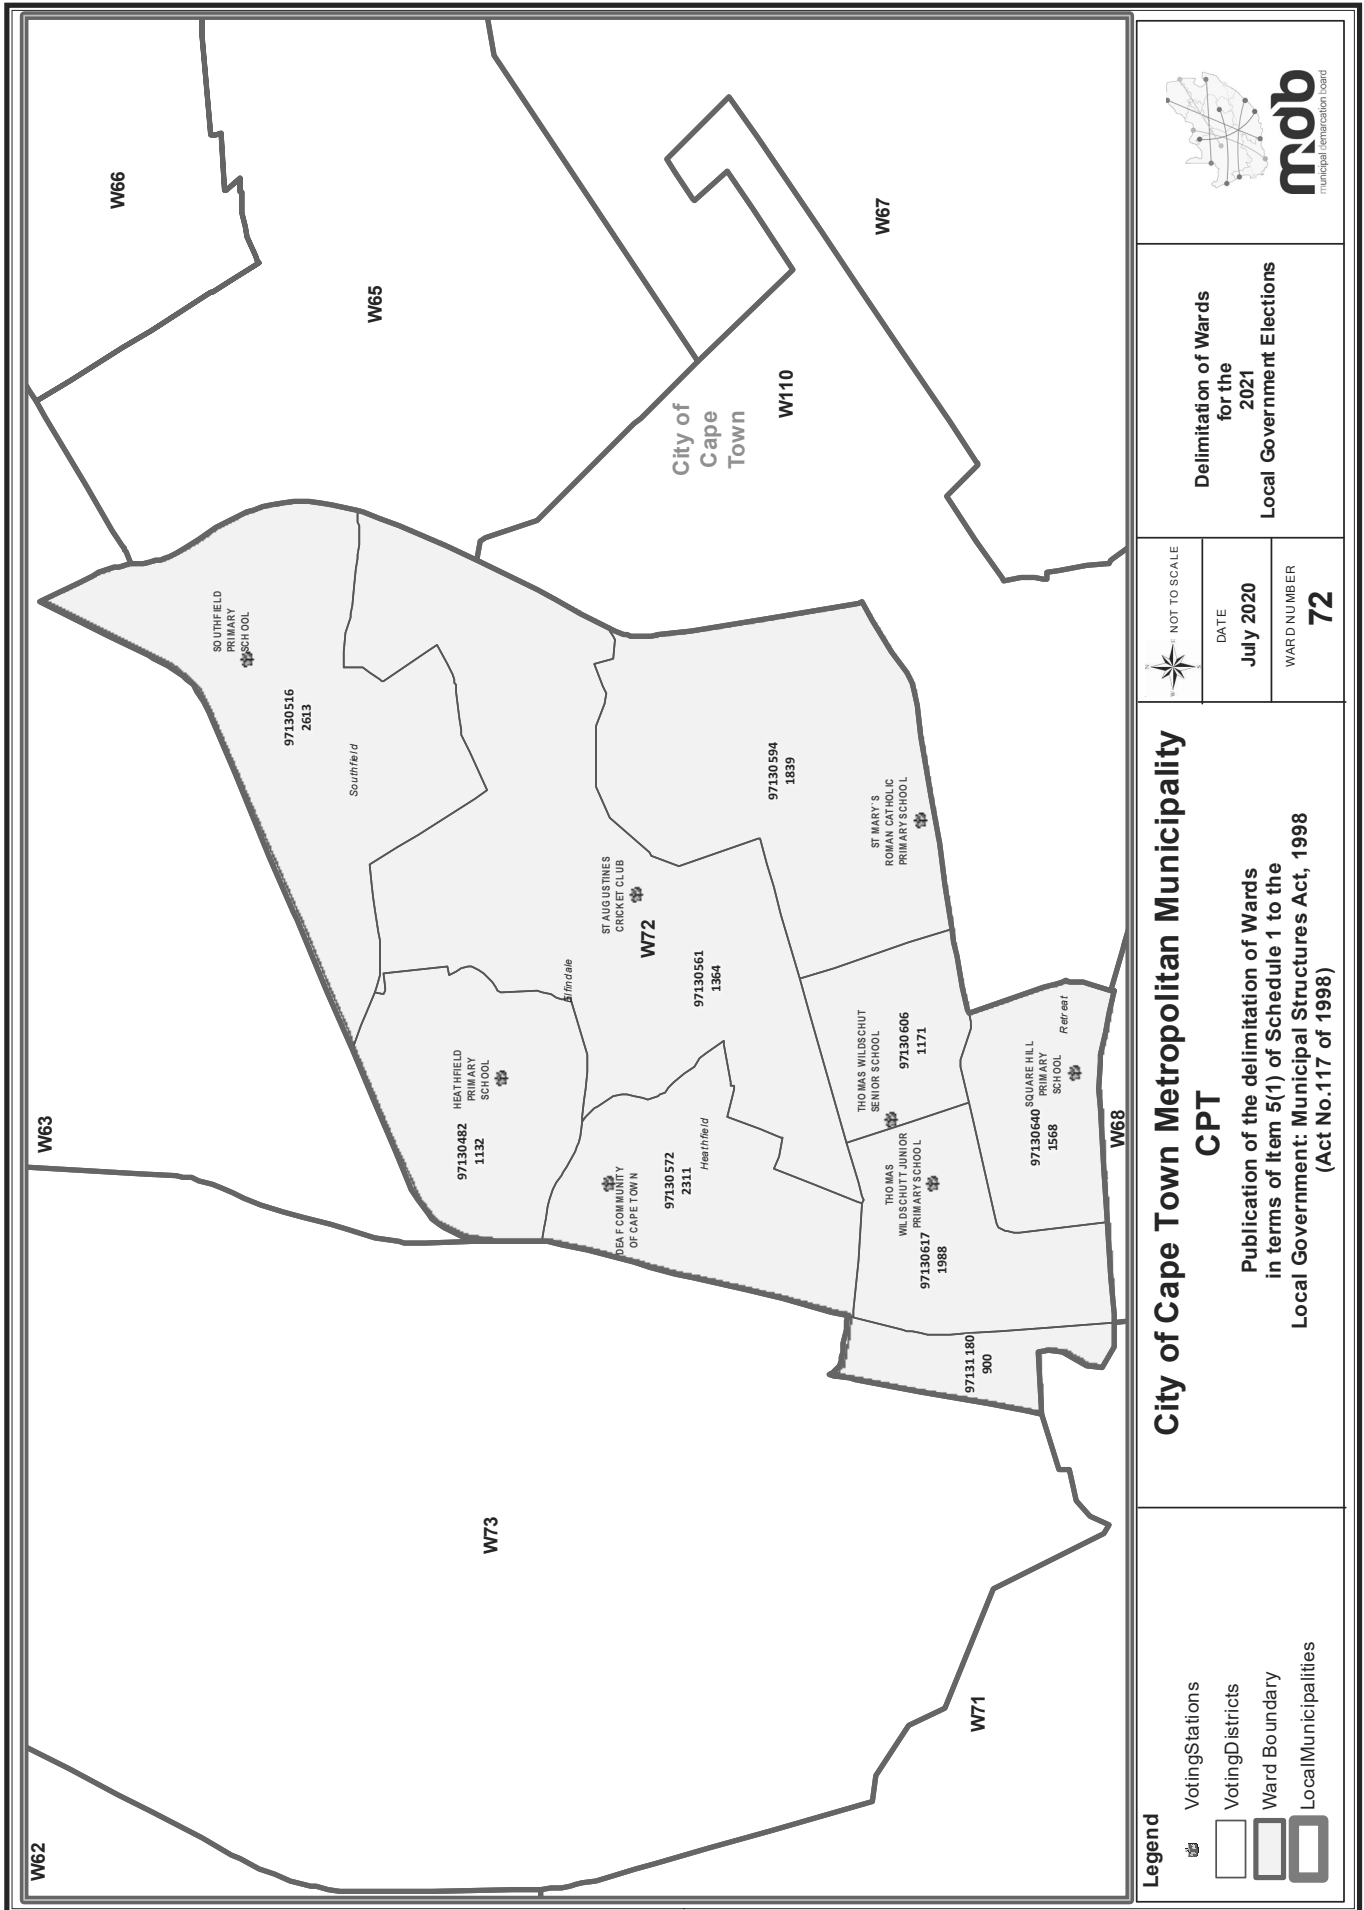 W62
W63
W66
W65
W73
W71
W67
W110
W68
W72
City of
Cape
Town
SOUTHFIELD
PRIMARY
SCHOOL
97130516
2613
Southfield
HEATHFIELD
PRIMARY
SCHOOL
97130482
1132
Elfindale
ST AUGUSTINES
CRICKET CLUB
97130561
1364
DEAF COMMUNITY
OF CAPE TOWN
97130572
2311
Heathfield
97130594
1839
ST MARY'S
ROMAN CATHOLIC
PRIMARY SCHOOL
THOMAS WILDSCHUT
SENIOR SCHOOL
97130606
1171
THOMAS
WILDSCHUTT JUNIOR
PRIMARY SCHOOL
97130617
1988
SQUARE HILL
PRIMARY
SCHOOL
97130640
1568
Retreat
97131180
900
Legend
VotingStations
VotingDistricts
Ward Boundary
LocalMunicipalities
City of Cape Town Metropolitan Municipality
CPT
Publication of the delimitation of Wards
in terms of Item 5(1) of Schedule 1 to the
Local Government: Municipal Structures Act, 1998
(Act No.117 of 1998)
N
E
S
W
NOT TO SCALE
DATE
July 2020
WARD NUMBER
72
Delimitation of Wards
for the
2021
Local Government Elections
mdb
municipal demarcation board